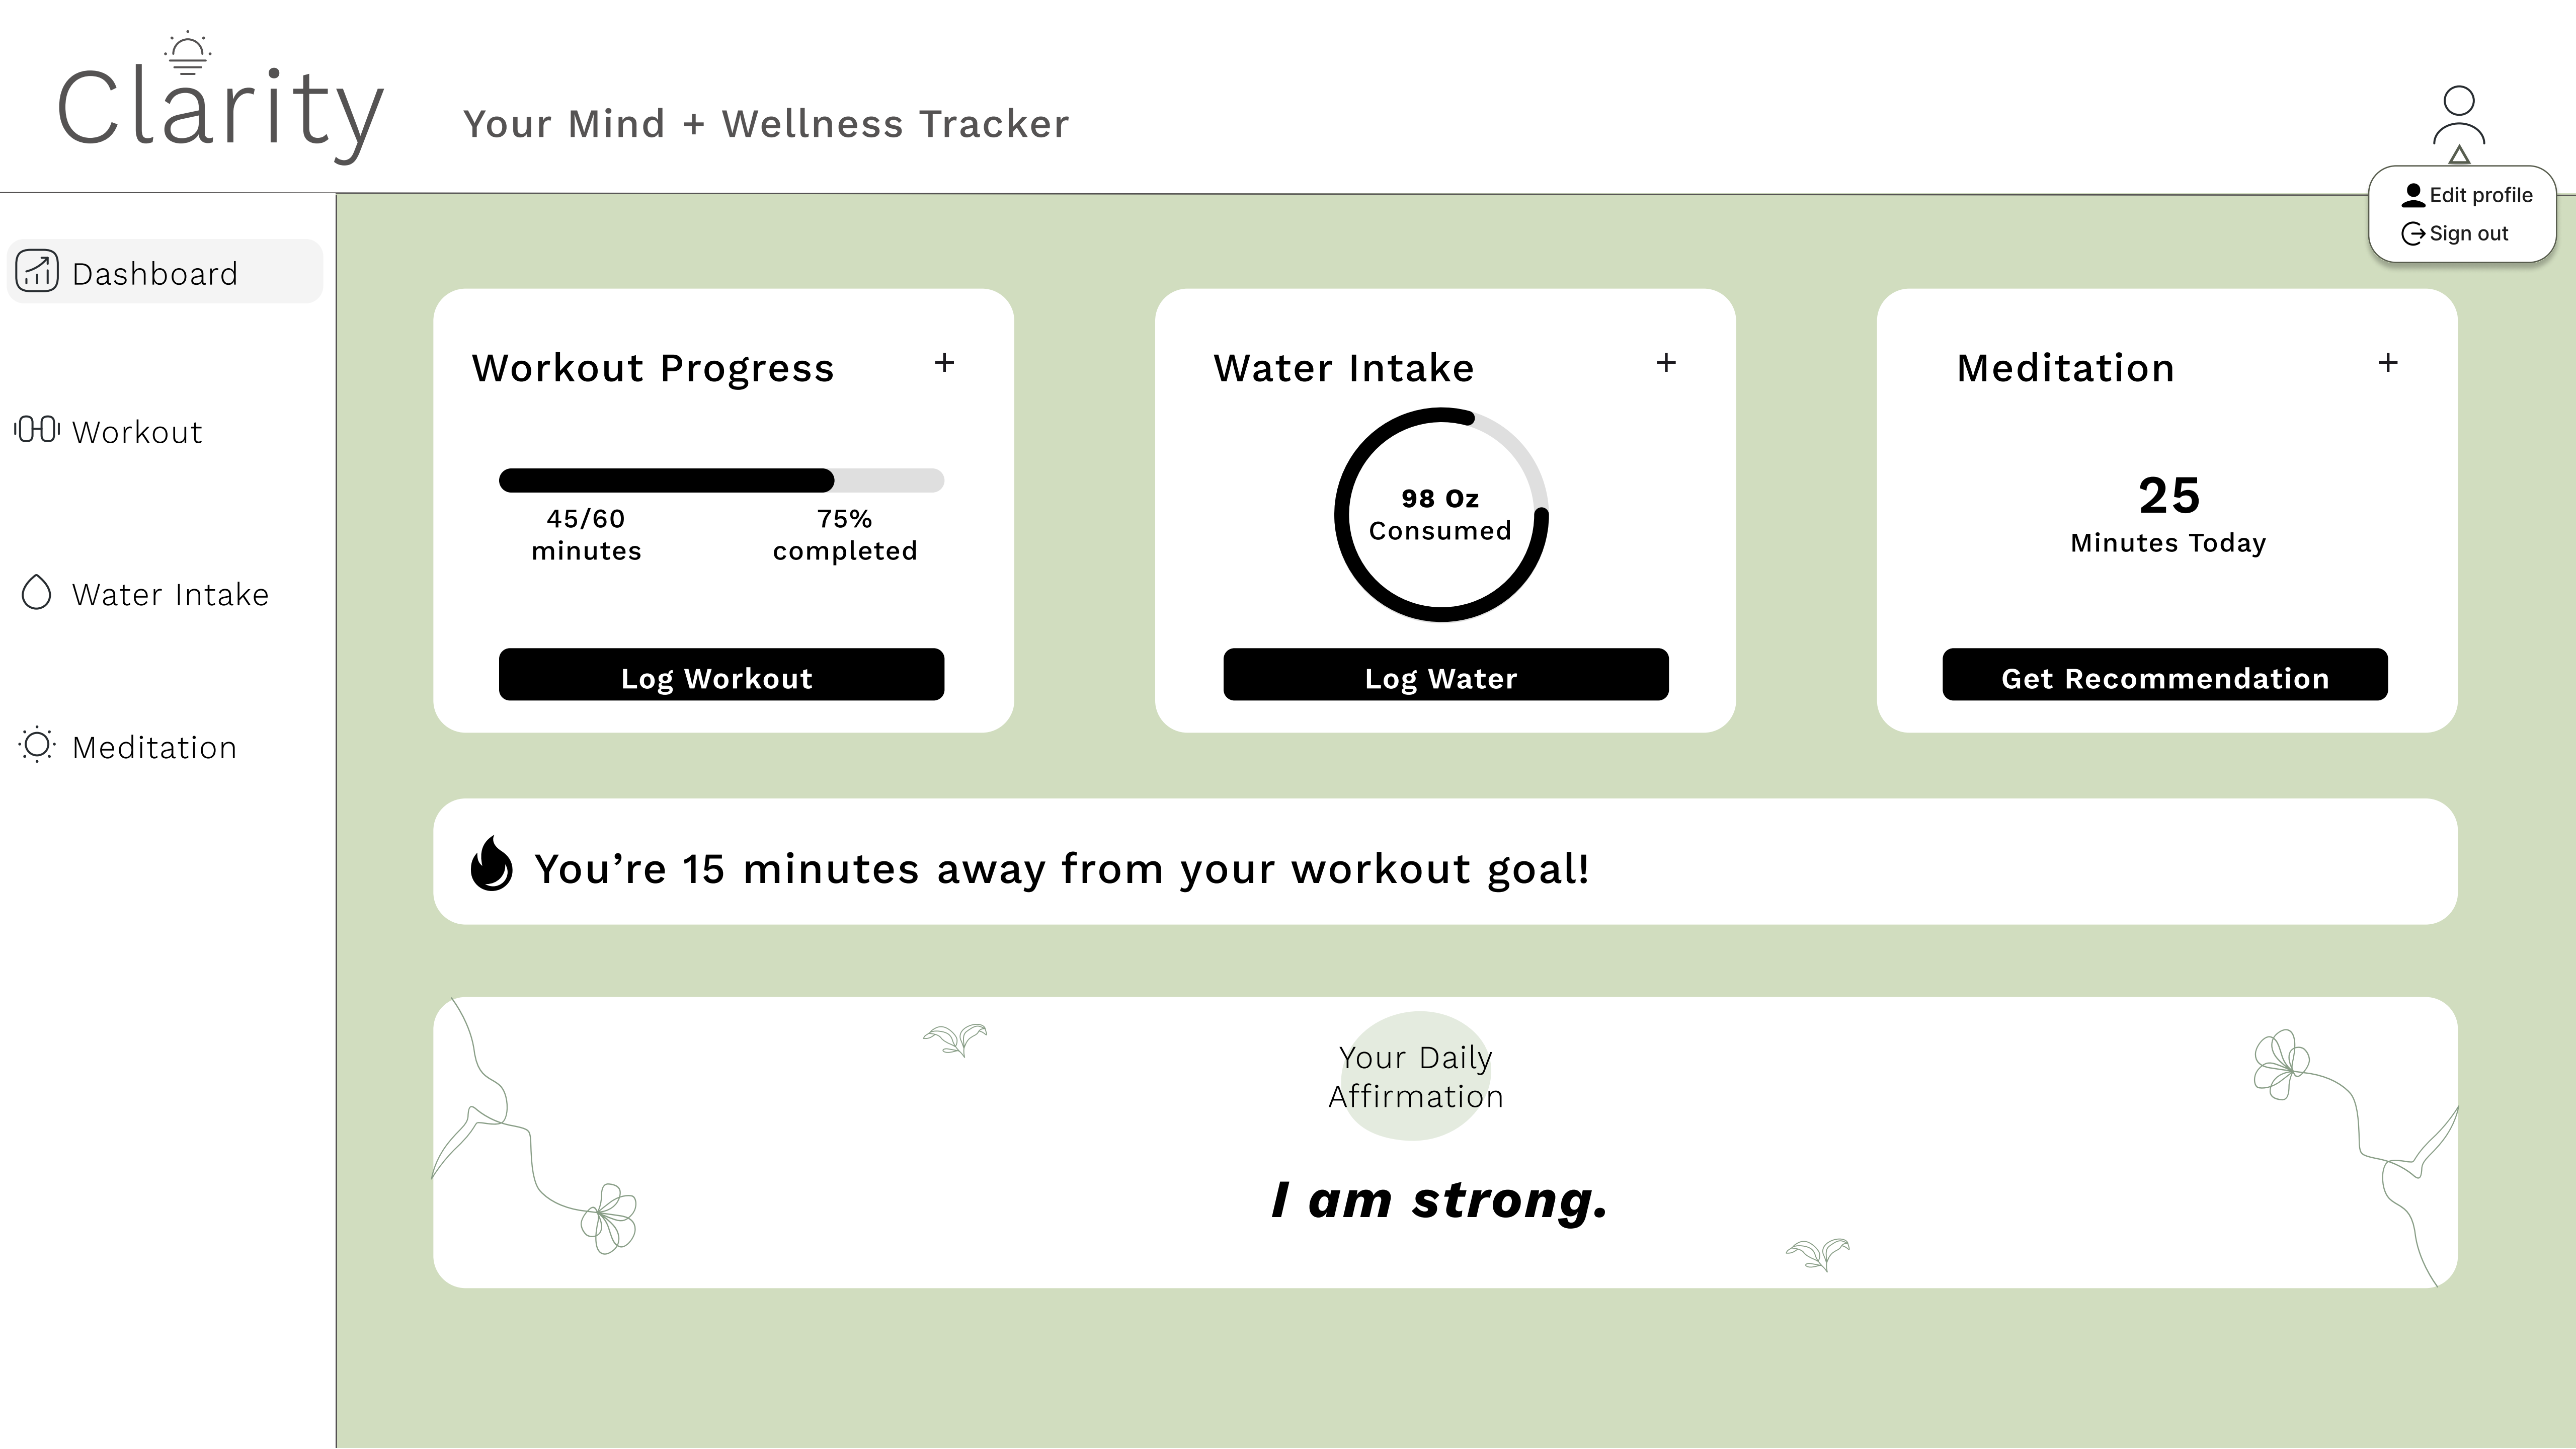 Clarity
Your Mind + Wellness Tracker
Edit profile
Sign out
Dashboard
Workout
Water Intake
Meditation
Workout Progress +
45/60
minutes
75%
completed
Log Workout
Water Intake +
98 Oz
Consumed
Log Water
Meditation +
25
Minutes Today
Get Recommendation
You’re 15 minutes away from your workout goal!
Your Daily
Affirmation
I am strong.